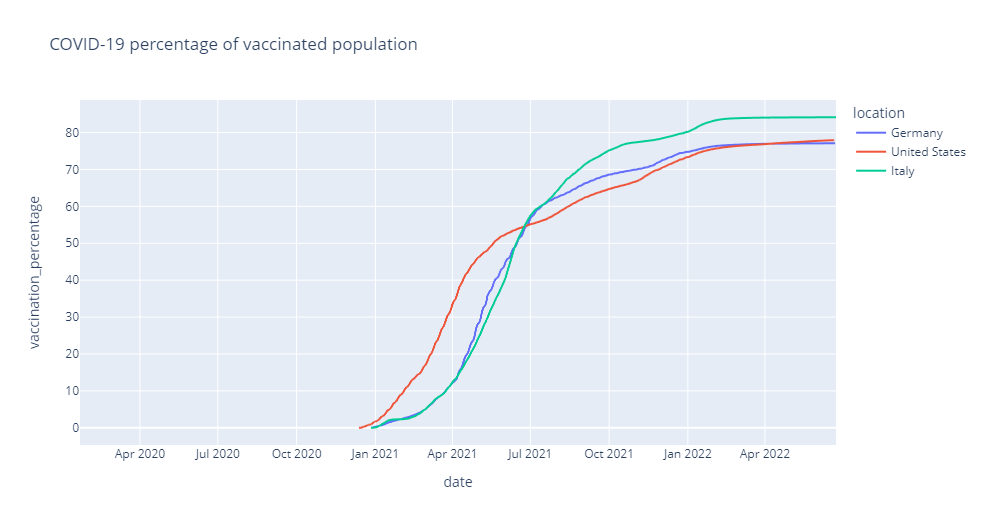 COVID-19 percentage of vaccinated population
location
Germany
United States
Italy
vaccination_percentage
80
70
60
50
40
30
20
10
0
Apr 2020
Jul 2020
Oct 2020
Jan 2021
Apr 2021
Jul 2021
Oct 2021
Jan 2022
Apr 2022
date